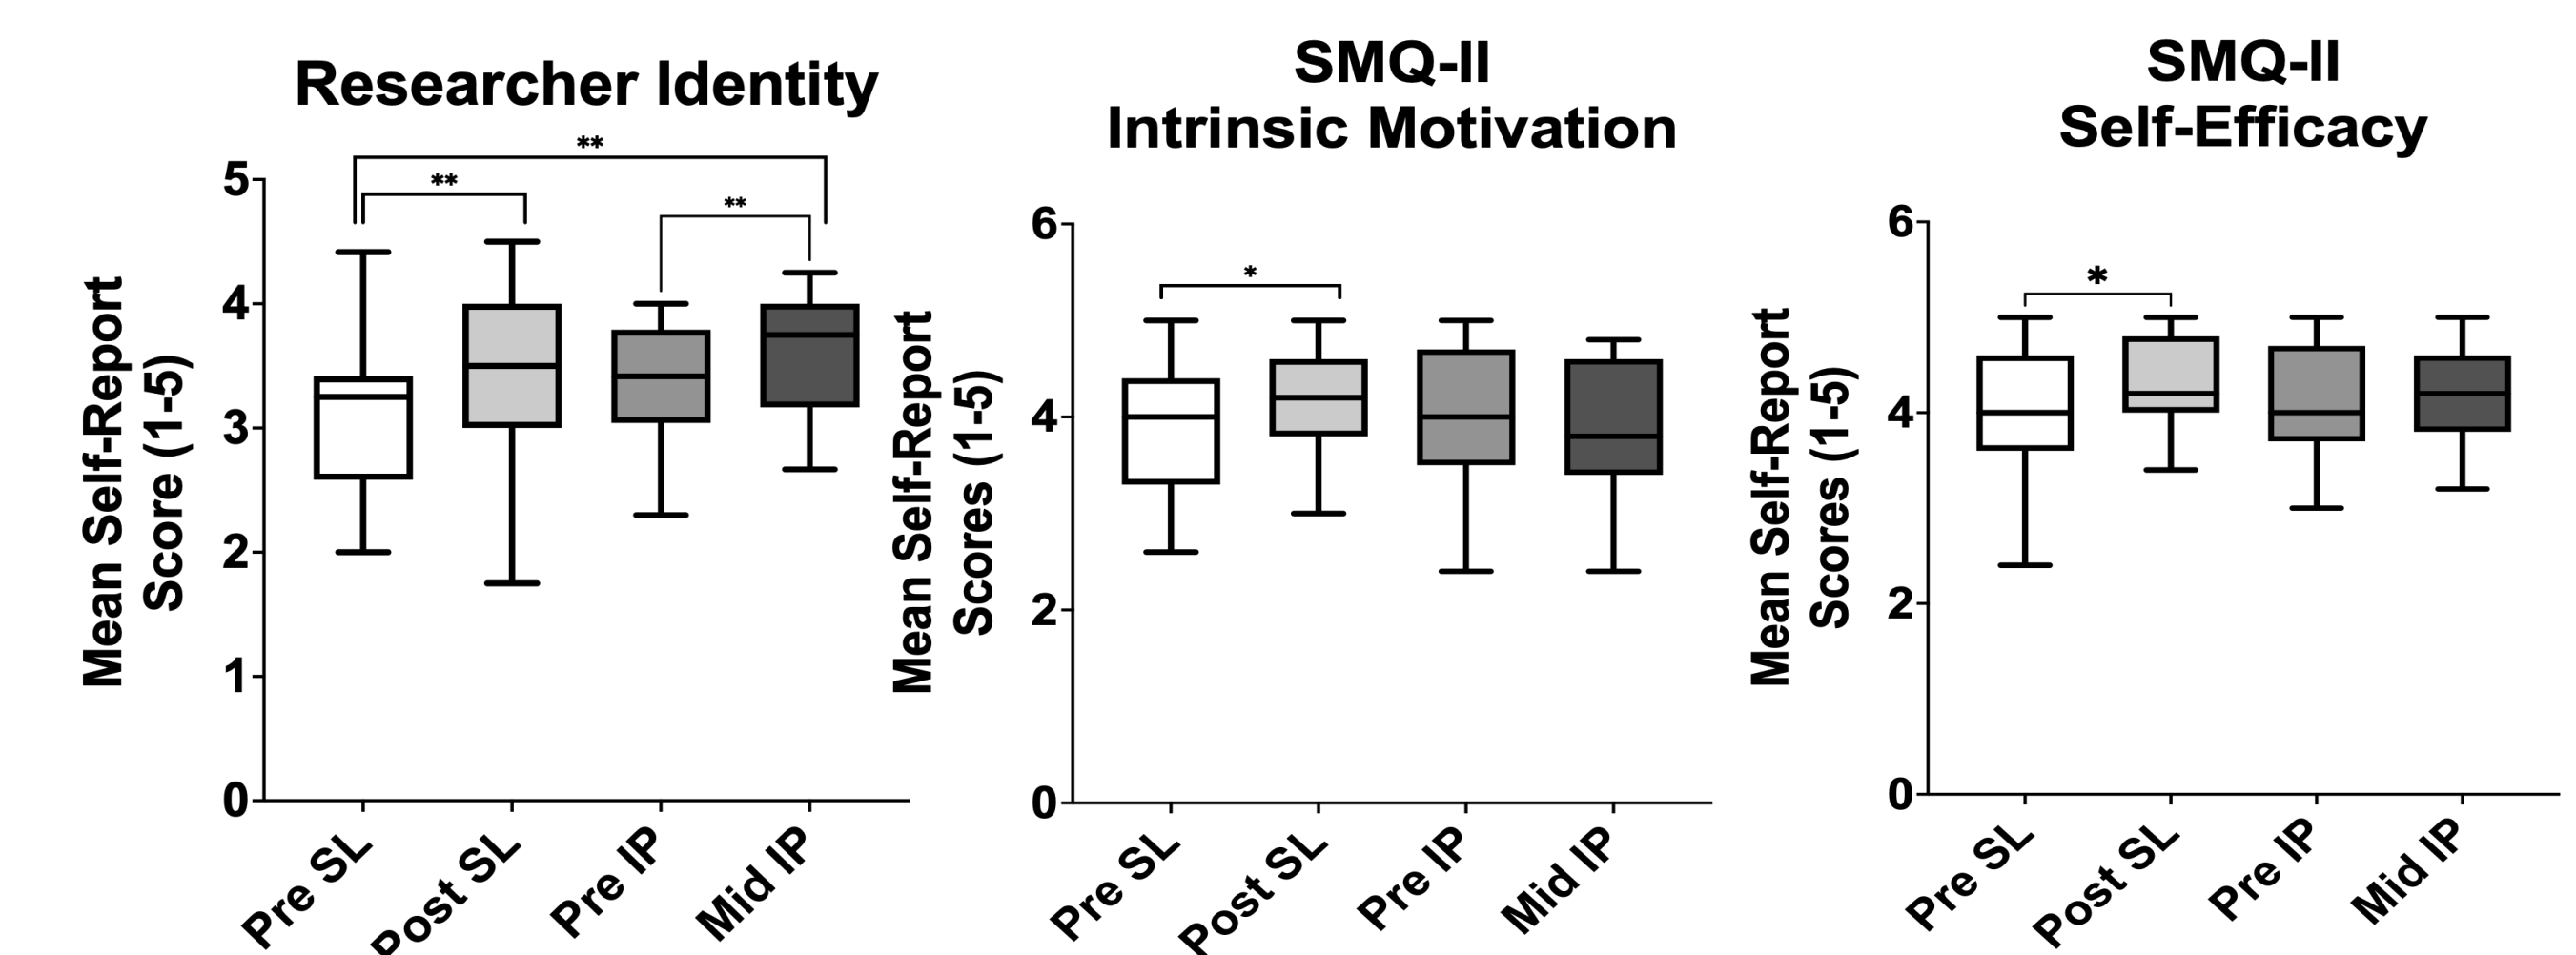 Researcher Identity
**
**
**
Mean Self-Report
Score (1-5)
5
4
3
2
1
0
Pre SL
Post SL
Pre IP
Mid IP
SMQ-II
Intrinsic Motivation
*
Mean Self-Report
Scores (1-5)
6
4
2
0
Pre SL
Post SL
Pre IP
Mid IP
SMQ-II
Self-Efficacy
*
Mean Self-Report
Scores (1-5)
6
4
2
0
Pre SL
Post SL
Pre IP
Mid IP